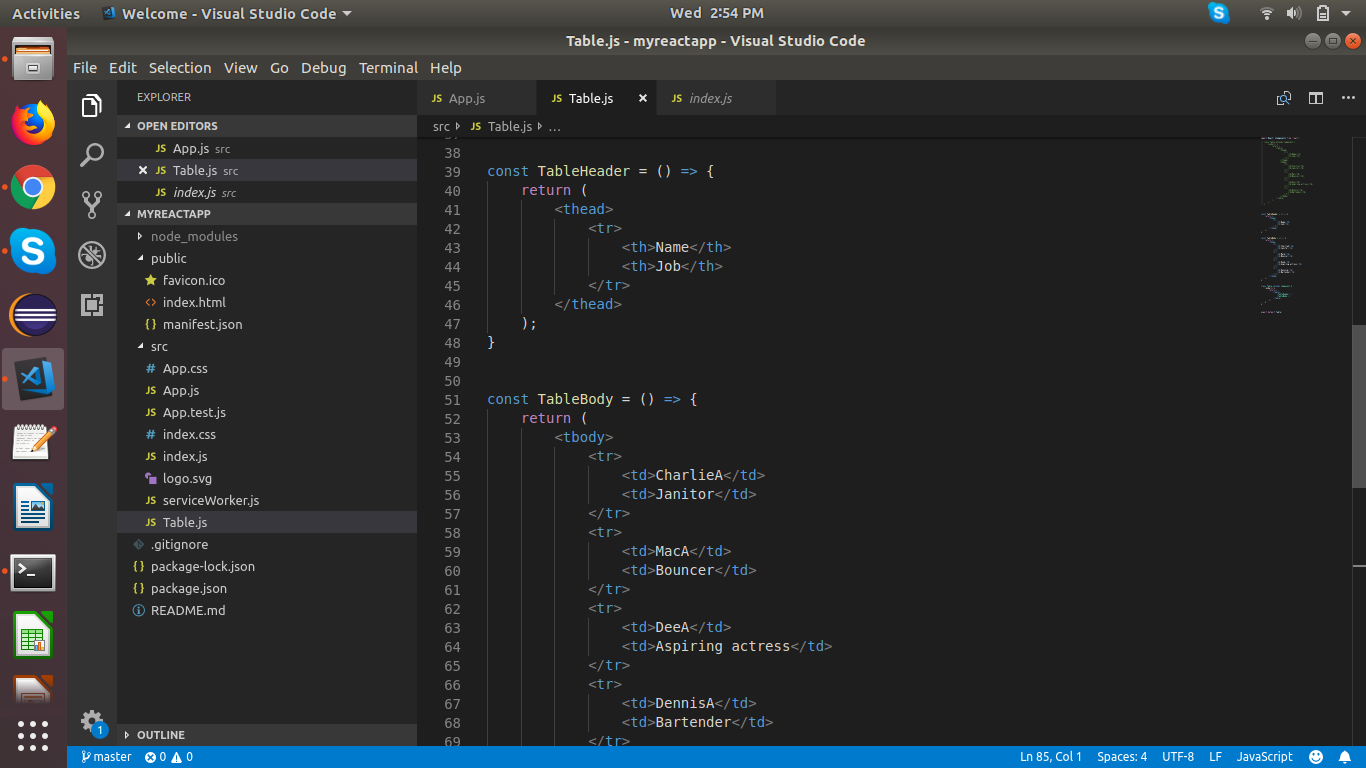 Activities
Welcome - Visual Studio Code
Wed 2:54 PM
Table.js - myreactapp - Visual Studio Code
File Edit Selection View Go Debug Terminal Help
EXPLORER
OPEN EDITORS
JS App.js src
JS Table.js src
JS index.js src
MYREACTAPP
node_modules
public
favicon.ico
<> index.html
{} manifest.json
src
# App.css
JS App.js
JS App.test.js
# index.css
JS index.js
logo.svg
JS serviceWorker.js
JS Table.js
.gitignore
{} package-lock.json
{} package.json
README.md
OUTLINE
1
JS App.js
JS Table.js
JS index.js
src JS Table.js ...
38
39 const TableHeader = () => {
40     return (
41         <thead>
42             <tr>
43                 <th>Name</th>
44                 <th>Job</th>
45             </tr>
46         </thead>
47     );
48 }
49
50
51 const TableBody = () => {
52     return (
53         <tbody>
54             <tr>
55                 <td>CharlieA</td>
56                 <td>Janitor</td>
57             </tr>
58             <tr>
59                 <td>MacA</td>
60                 <td>Bouncer</td>
61             </tr>
62             <tr>
63                 <td>DeeA</td>
64                 <td>Aspiring actress</td>
65             </tr>
66             <tr>
67                 <td>DennisA</td>
68                 <td>Bartender</td>
69             </tr>
master 0 0
Ln 85, Col 1 Spaces: 4 UTF-8 LF JavaScript